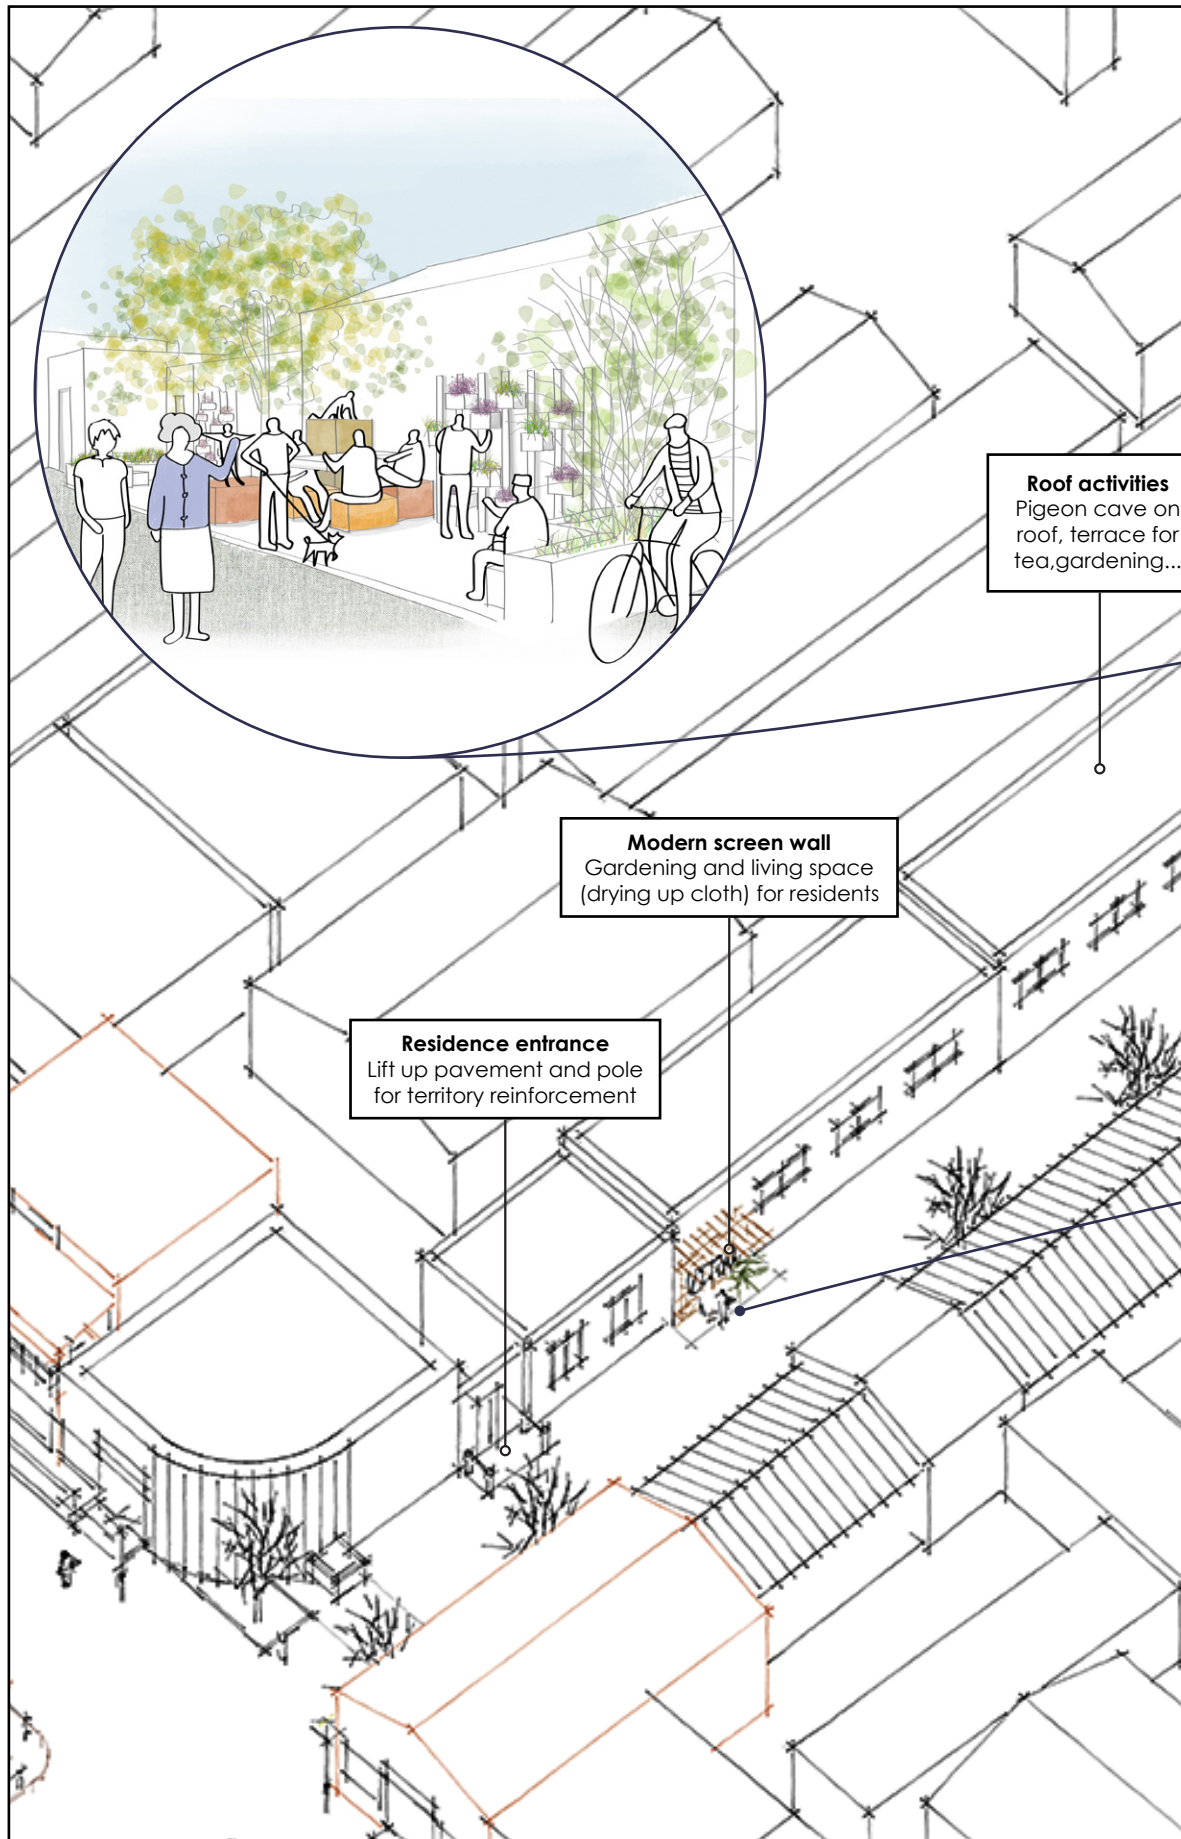 Roof activities
Pigeon cave on
roof, terrace for
tea,gardening...
Modern screen wall
Gardening and living space
(drying up cloth) for residents
Residence entrance
Lift up pavement and pole
for territory reinforcement